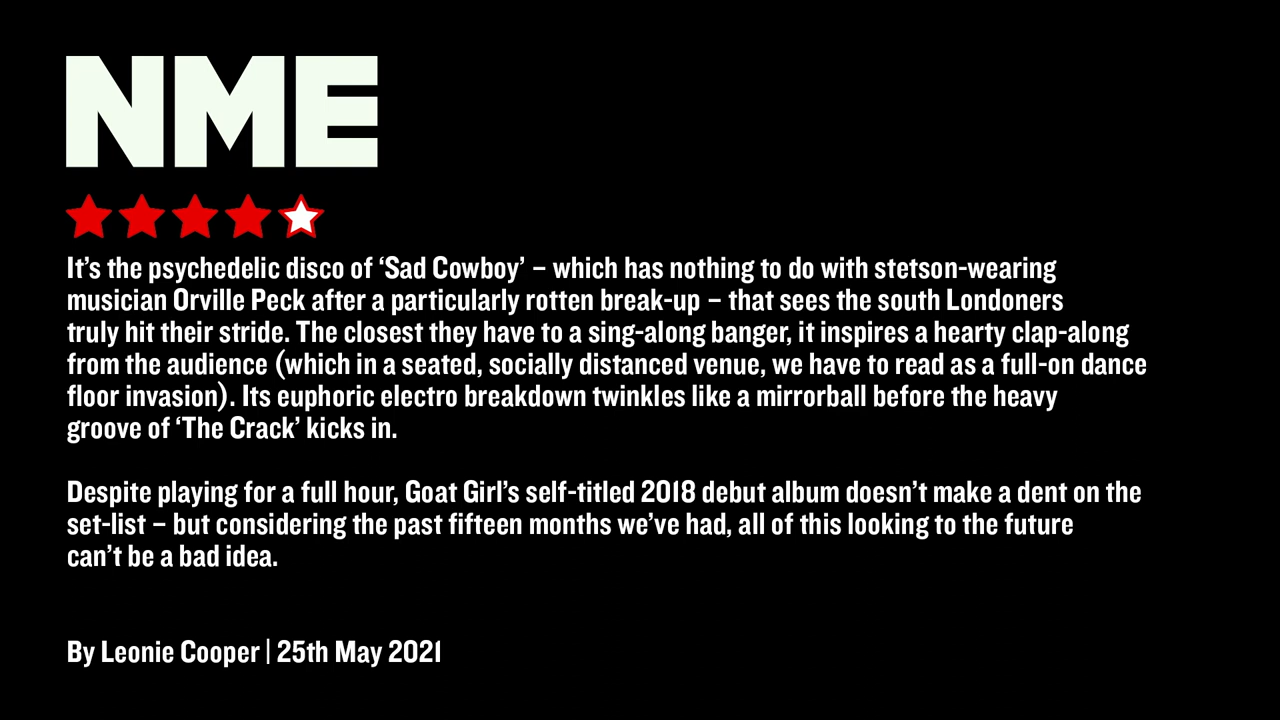 NME
It’s the psychedelic disco of ‘Sad Cowboy’ – which has nothing to do with stetson-wearing
musician Orville Peck after a particularly rotten break-up – that sees the south Londoners
truly hit their stride. The closest they have to a sing-along banger, it inspires a hearty clap-along
from the audience (which in a seated, socially distanced venue, we have to read as a full-on dance
floor invasion). Its euphoric electro breakdown twinkles like a mirrorball before the heavy
groove of ‘The Crack’ kicks in.
Despite playing for a full hour, Goat Girl’s self-titled 2018 debut album doesn’t make a dent on the
set-list – but considering the past fifteen months we’ve had, all of this looking to the future
can’t be a bad idea.
By Leonie Cooper | 25th May 2021